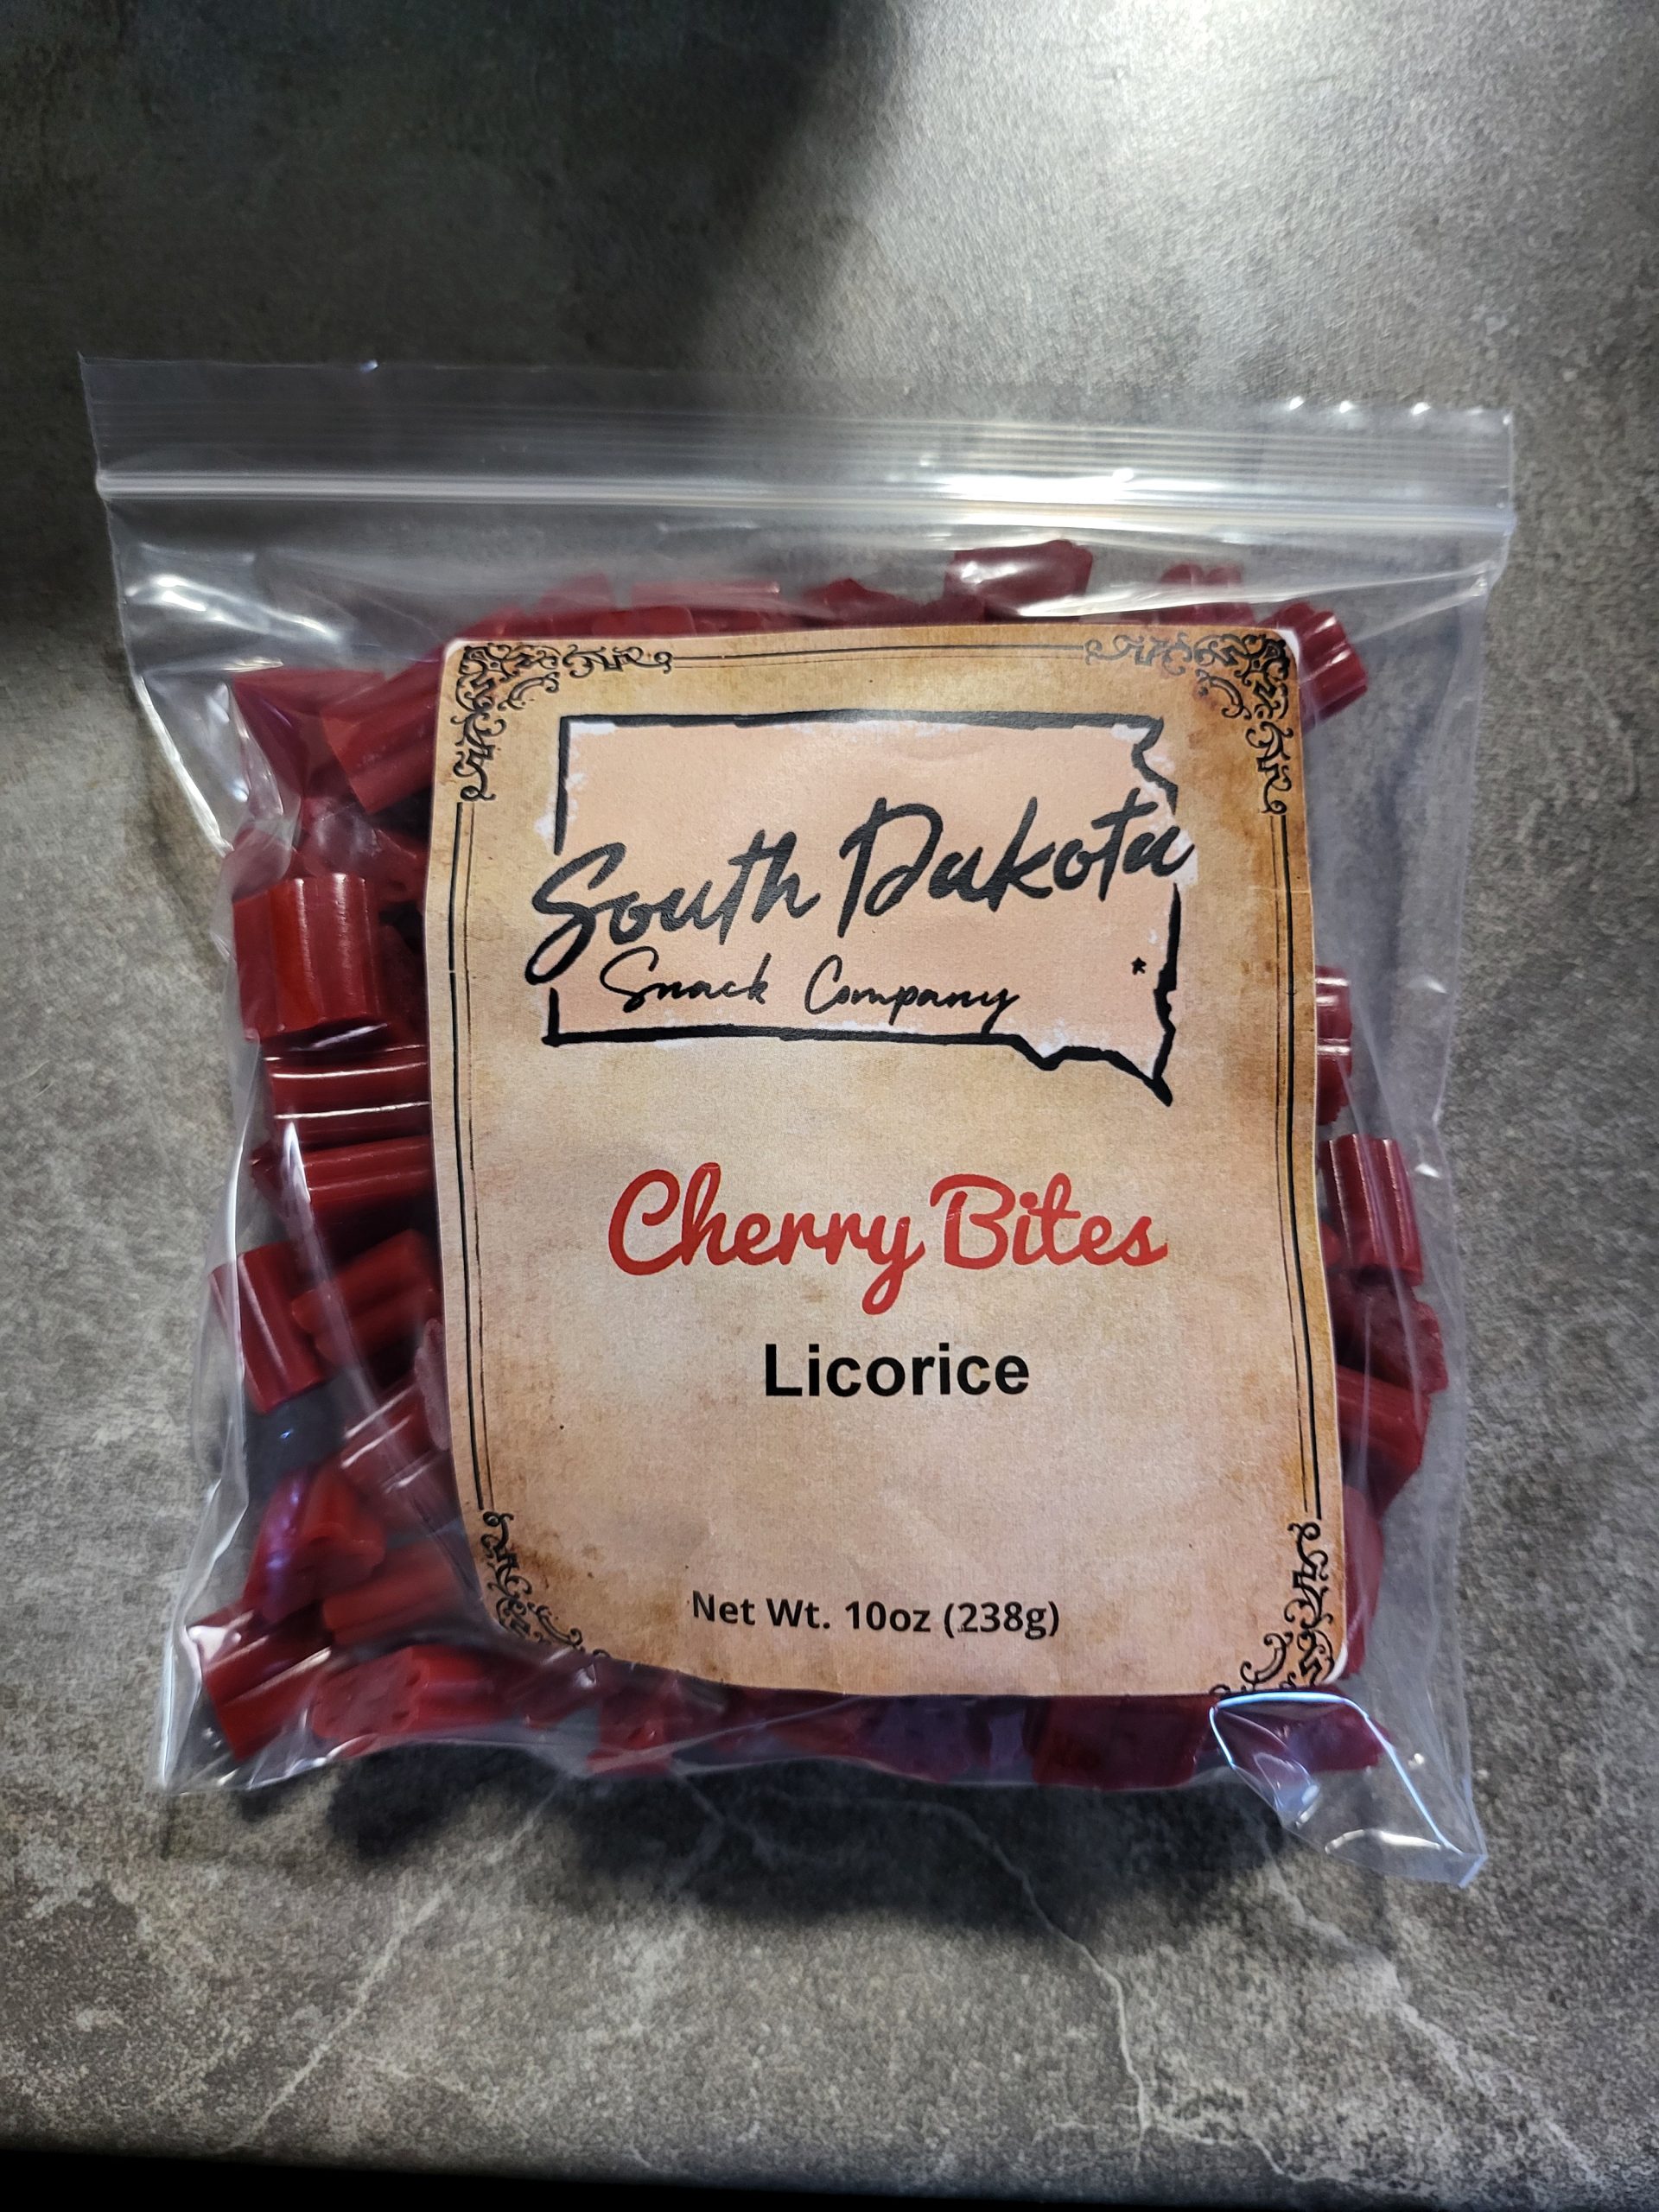 South Dakota
Snack Company
Cherry Bites
Licorice
Net Wt. 10oz (238g)